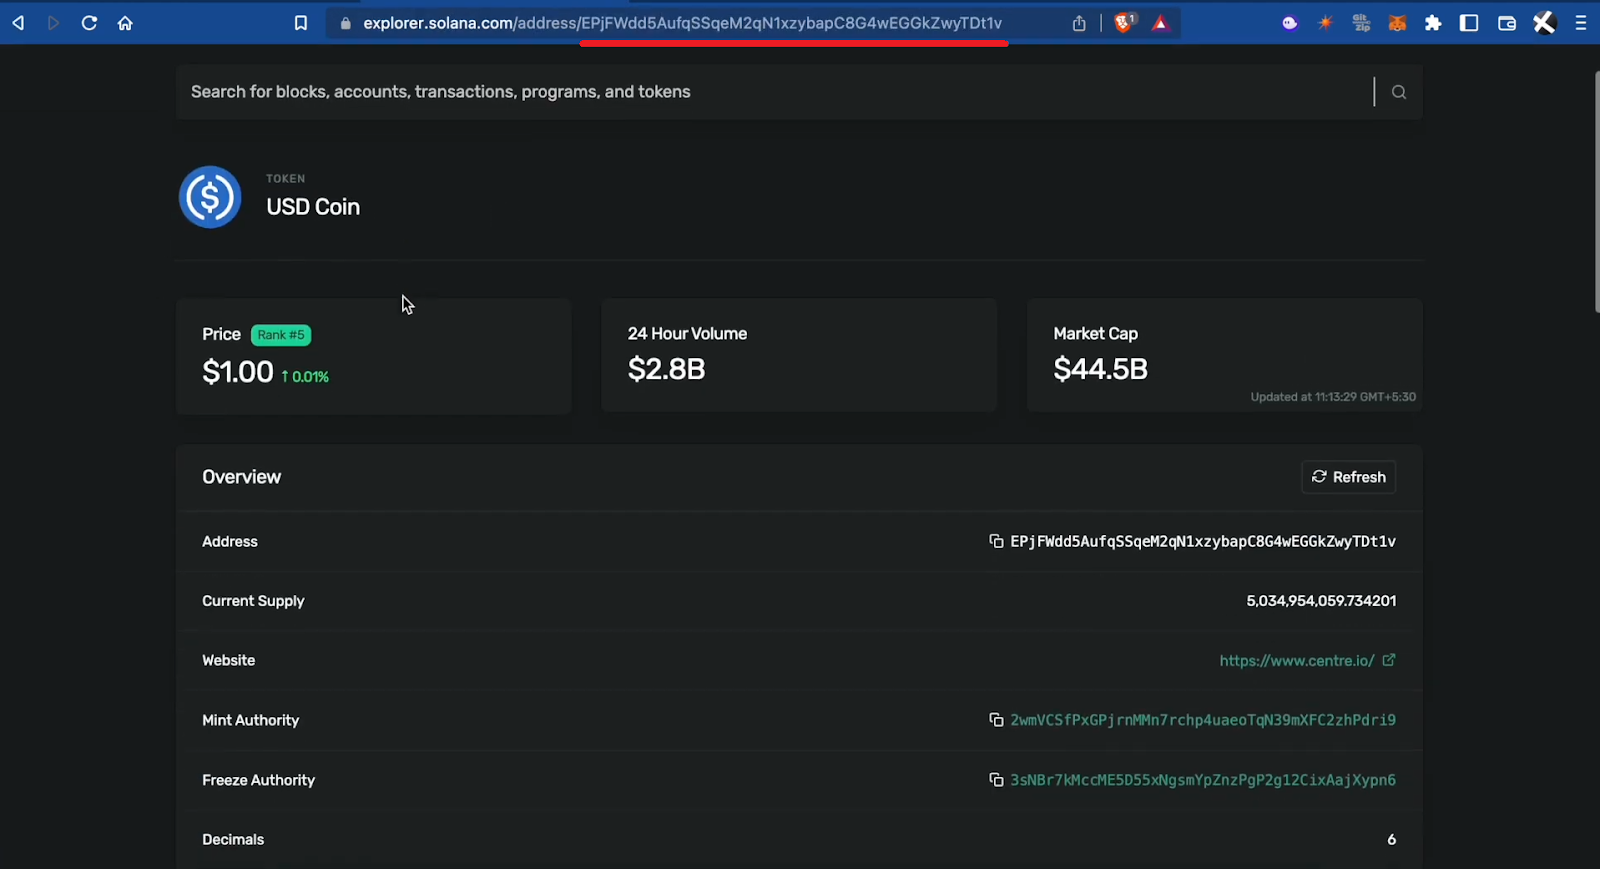 explorer.solana.com/address/EPjFWdd5AufqSSqeM2qN1xzybapC8G4wEGGkZwyTDt1v
1
Git
zip
Search for blocks, accounts, transactions, programs, and tokens
TOKEN
USD Coin
Price Rank #5
$1.00 ↑ 0.01%
24 Hour Volume
$2.8B
Market Cap
$44.5B
Updated at 11:13:29 GMT+5:30
Overview
Refresh
Address EPjFWdd5AufqSSqeM2qN1xzybapC8G4wEGGkZwyTDt1v
Current Supply 5,034,954,059.734201
Website https://www.centre.io/
Mint Authority 2wmVCSfPxGPjrnMMn7rchp4uaeoTqN39mXFC2zhPdri9
Freeze Authority 3sNBr7kMccME5D55xNgsmYpZnzPgP2g12CixAajXypn6
Decimals 6